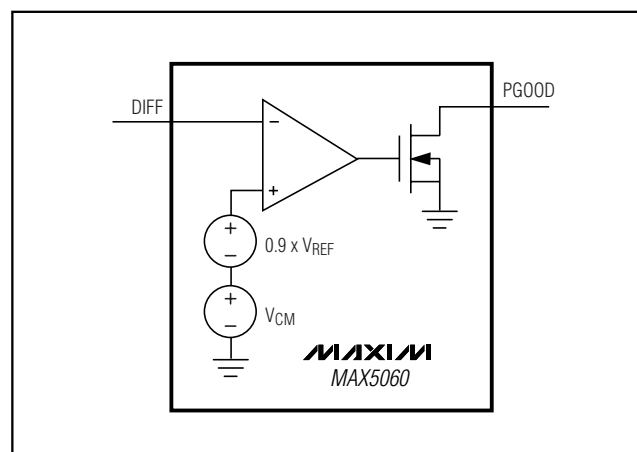 DIFF
PGOOD
−
+
+
−
0.9 x VREF
+
−
VCM
MAXIM
MAX5060